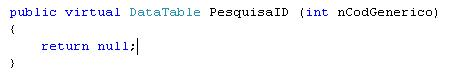 public virtual DataTable PesquisaID (int nCodGenerico)
{
    return null;
}